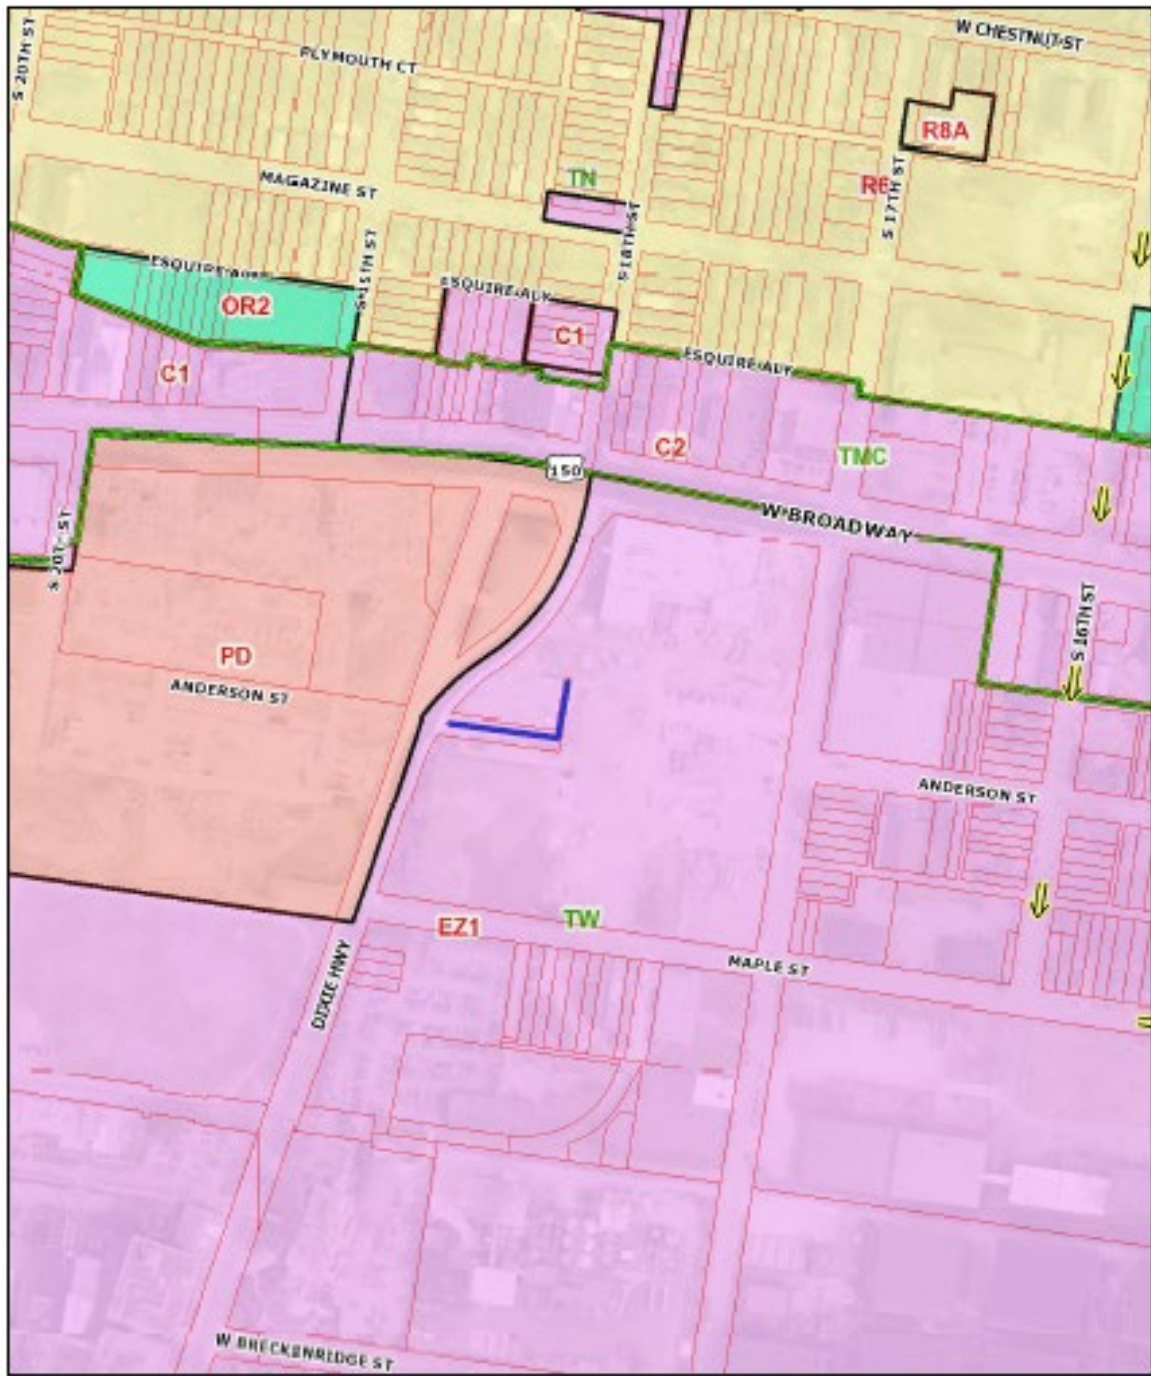 W CHESTNUT ST
S 20TH ST
PLYMOUTH CT
R8A
TN
R6
MAGAZINE ST
S 17TH ST
S 18TH ST
S 19TH ST
ESQUIRE ALY
ESQUIRE ALY
OR2
C1
ESQUIRE ALY
C1
C2
TMC
150
W BROADWAY
S 20TH ST
S 16TH ST
PD
ANDERSON ST
ANDERSON ST
EZ1
TW
MAPLE ST
DIXIE HWY
W BRECKINRIDGE ST